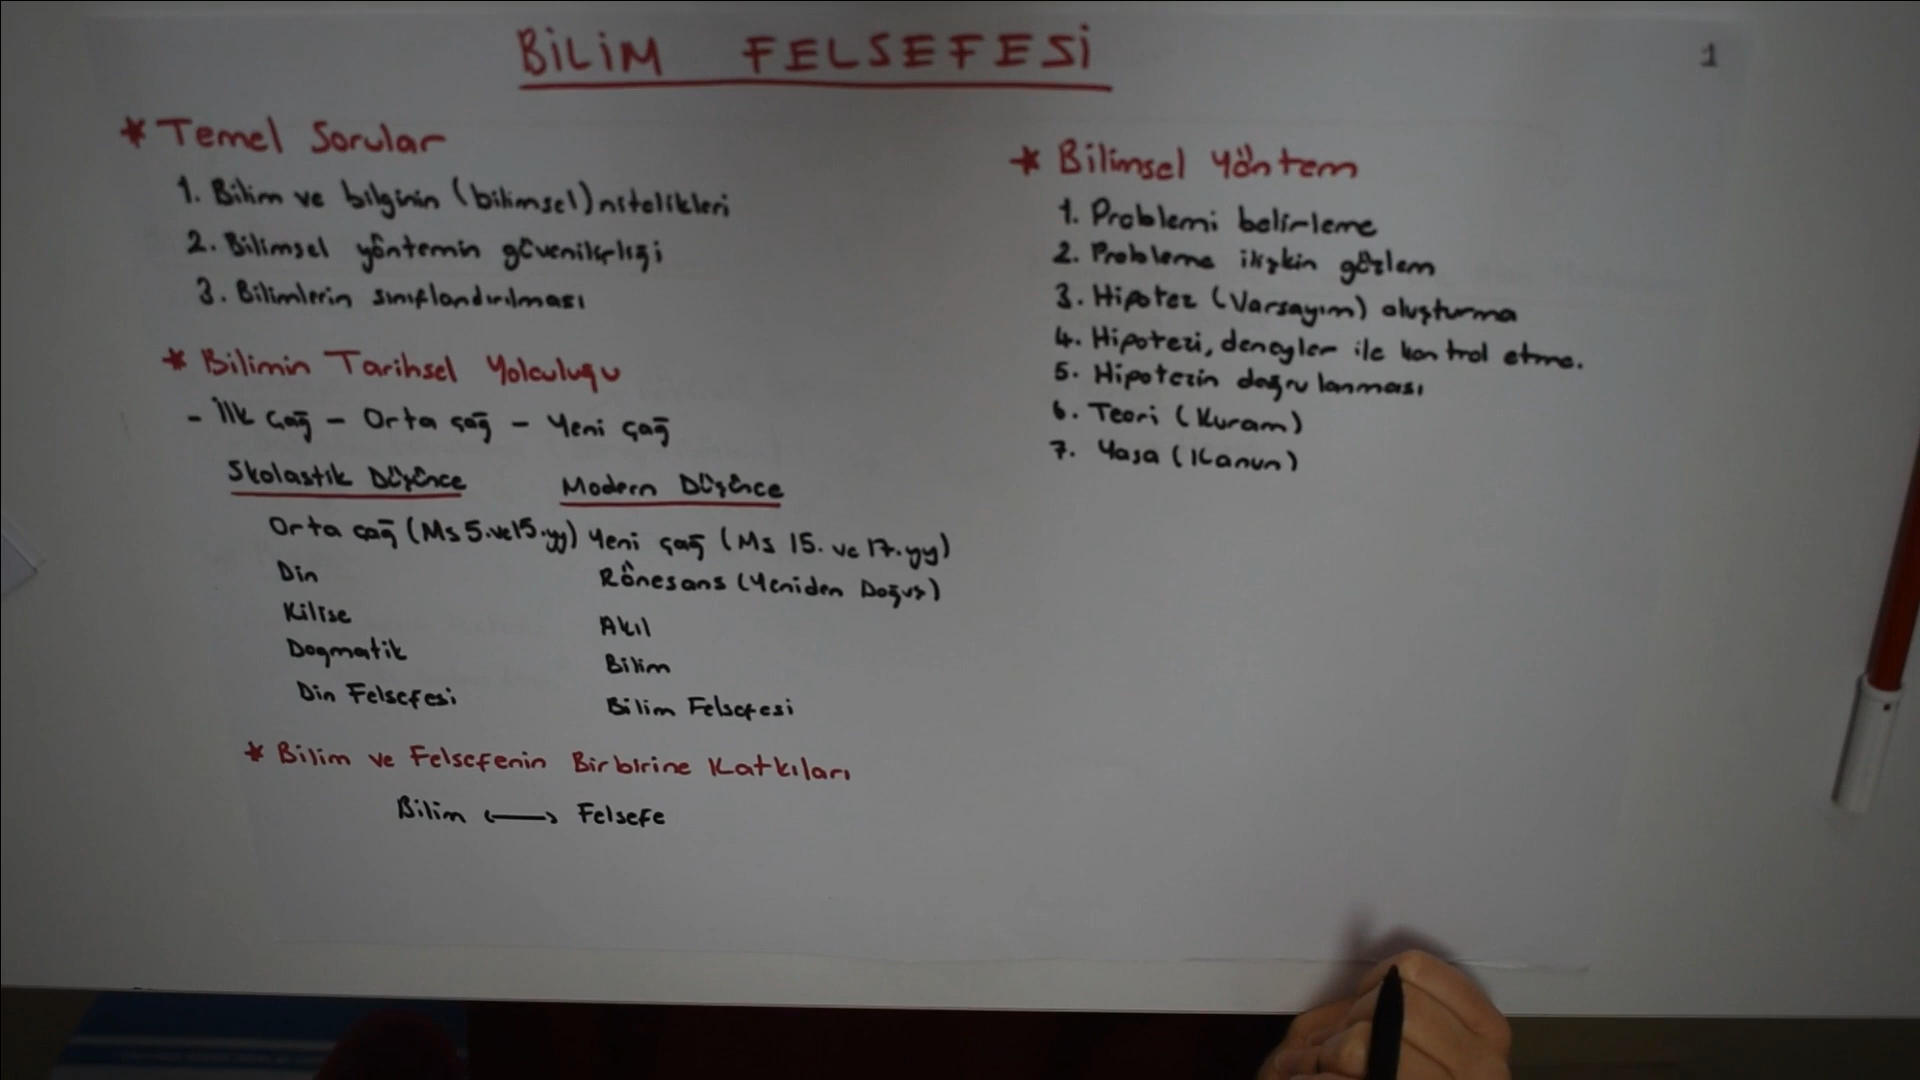 BİLİM FELSEFESİ
1
* Temel Sorular
1. Bilim ve bilginin (bilimsel) nitelikleri
2. Bilimsel yöntemin güvenilirliği
3. Bilimlerin sınıflandırılması
* Bilimin Tarihsel Yolculuğu
- İlk Çağ - Orta çağ - Yeni çağ
Skolastik Düşünce Modern Düşünce
Orta çağ (Ms 5. ve 15. yy) Yeni çağ (Ms 15. ve 17. yy)
Din Rönesans (Yeniden Doğuş)
Kilise Akıl
Dogmatik Bilim
Din Felsefesi Bilim Felsefesi
* Bilim ve Felsefenin Birbirine Katkıları
Bilim ⟷ Felsefe
* Bilimsel Yöntem
1. Problemi belirleme
2. Probleme ilişkin gözlem
3. Hipotez (Varsayım) oluşturma
4. Hipotezi, deneyler ile kontrol etme.
5. Hipotezin doğrulanması
6. Teori (Kuram)
7. Yasa (Kanun)